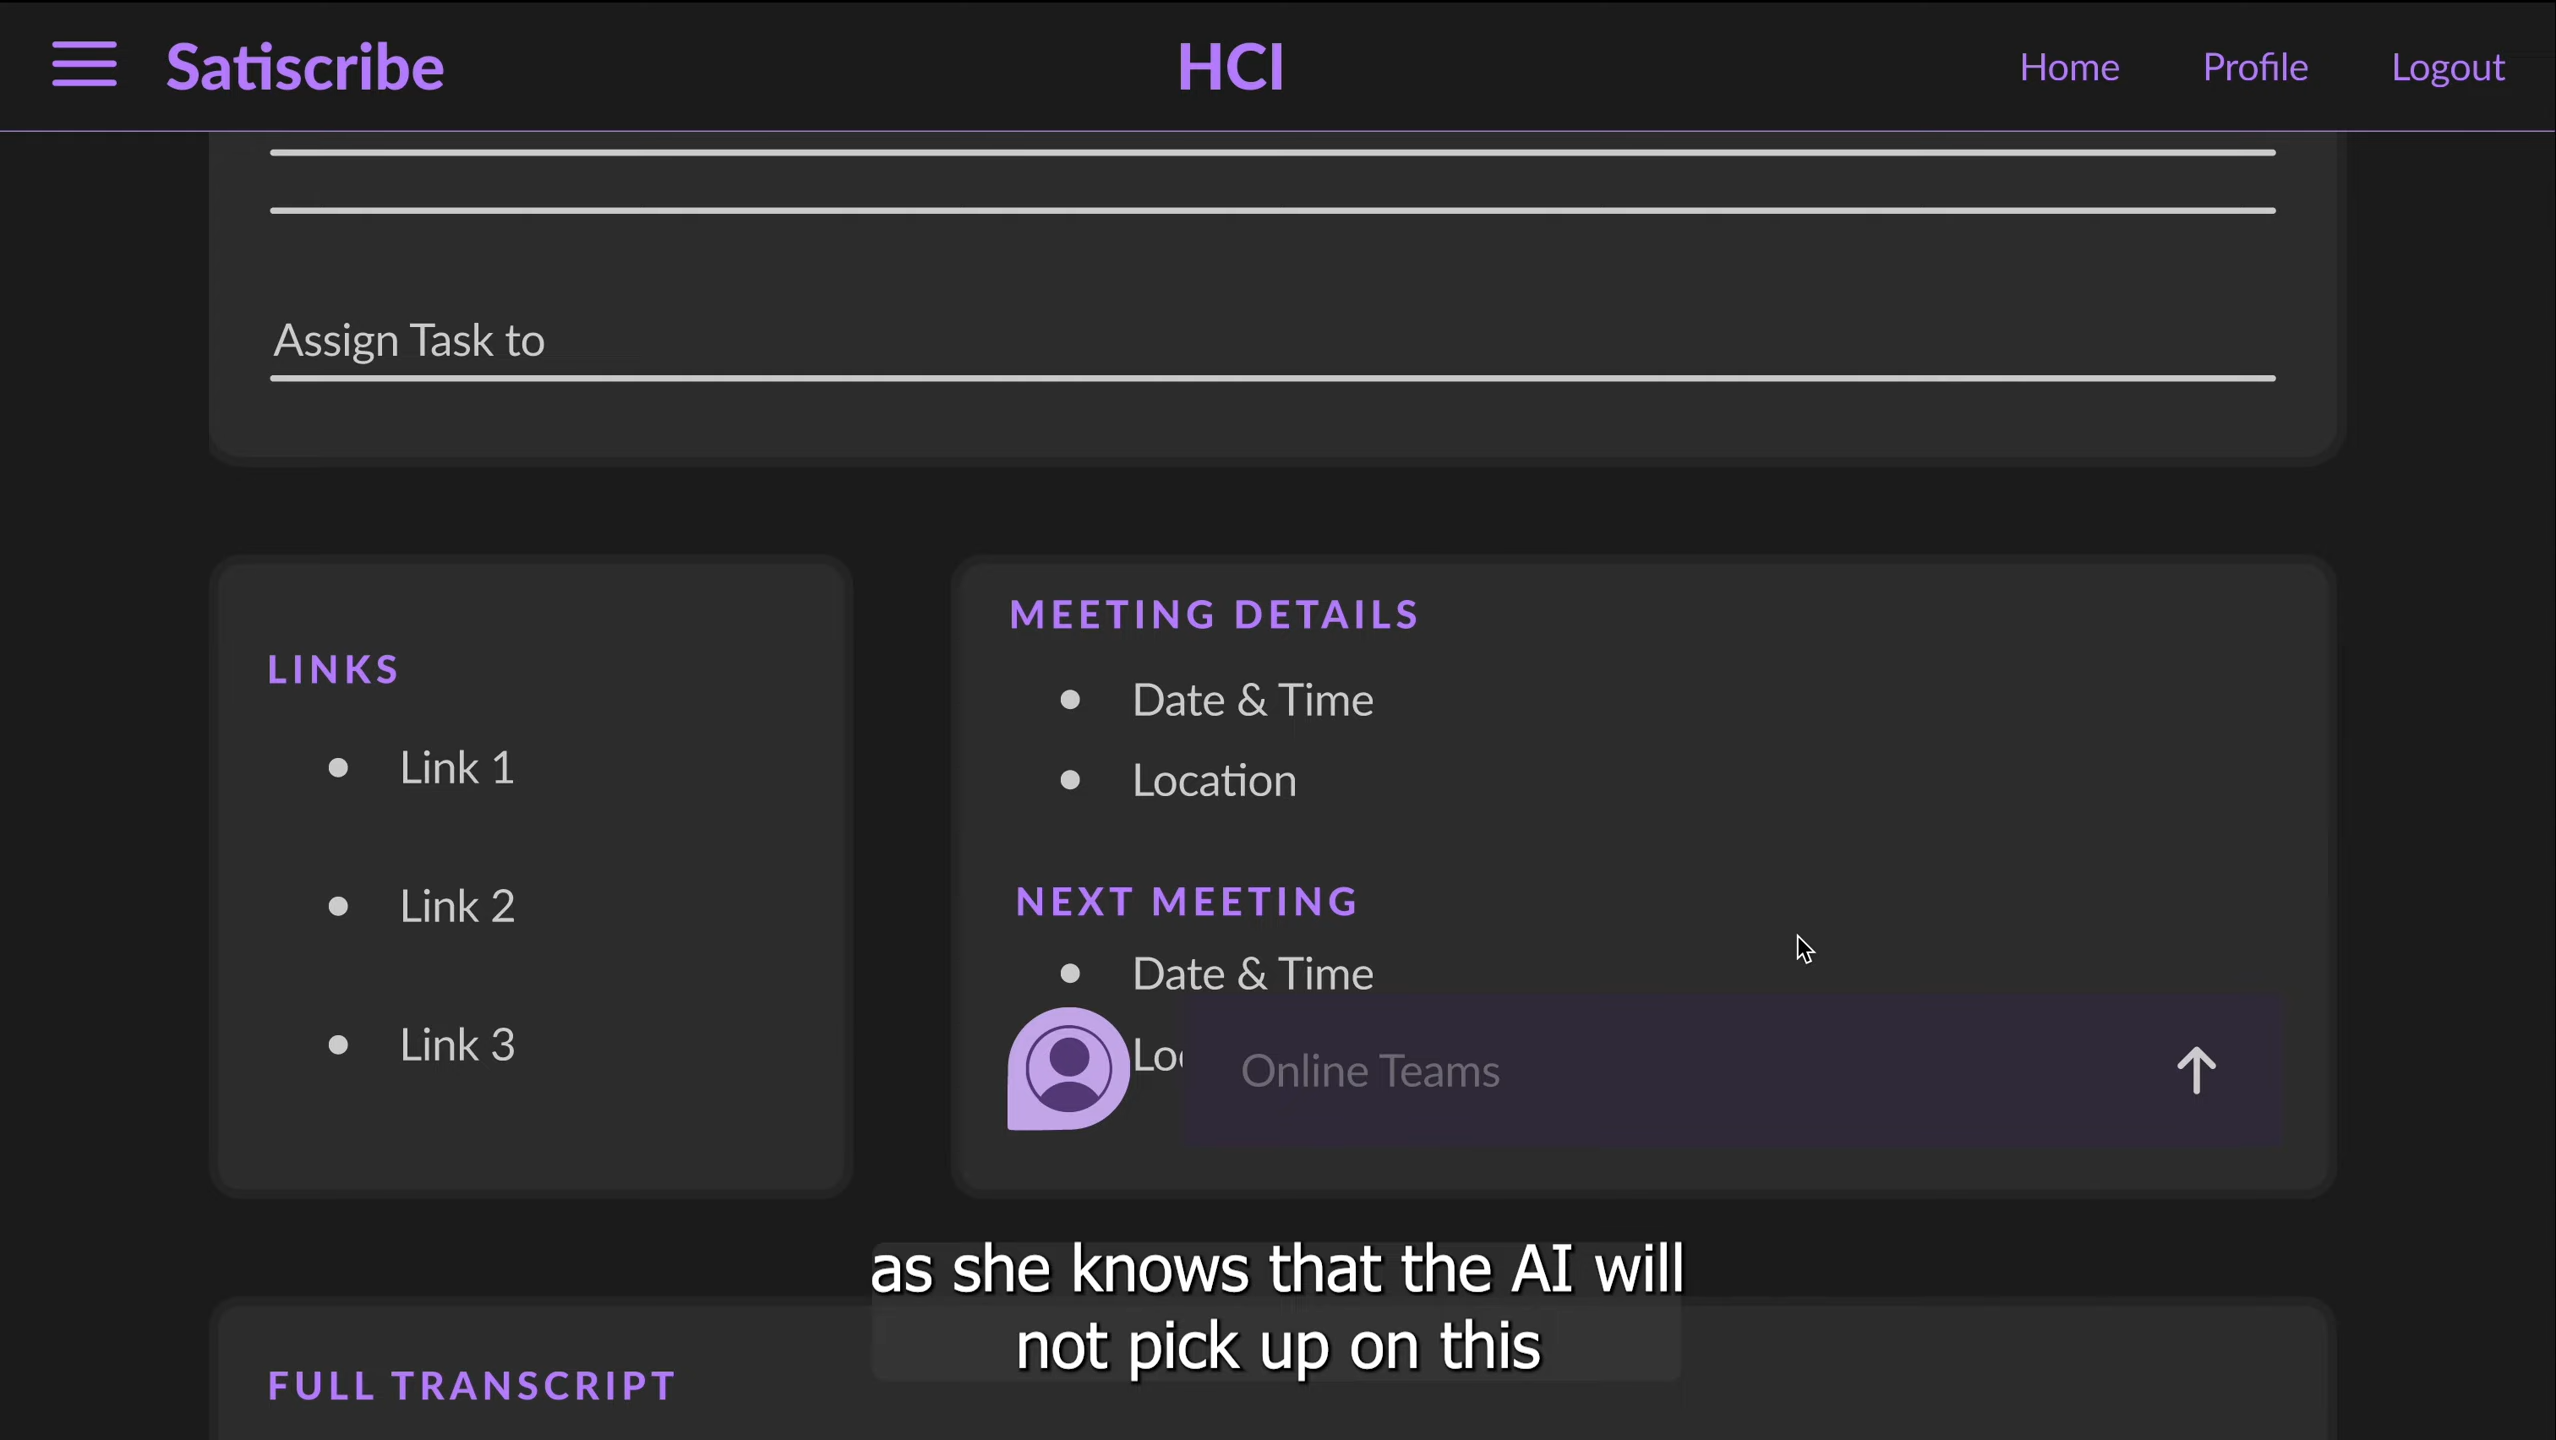 Satiscribe
HCI
Home
Profile
Logout
Assign Task to
LINKS
Link 1
Link 2
Link 3
MEETING DETAILS
Date & Time
Location
NEXT MEETING
Date & Time
Online Teams
as she knows that the AI will
not pick up on this
FULL TRANSCRIPT